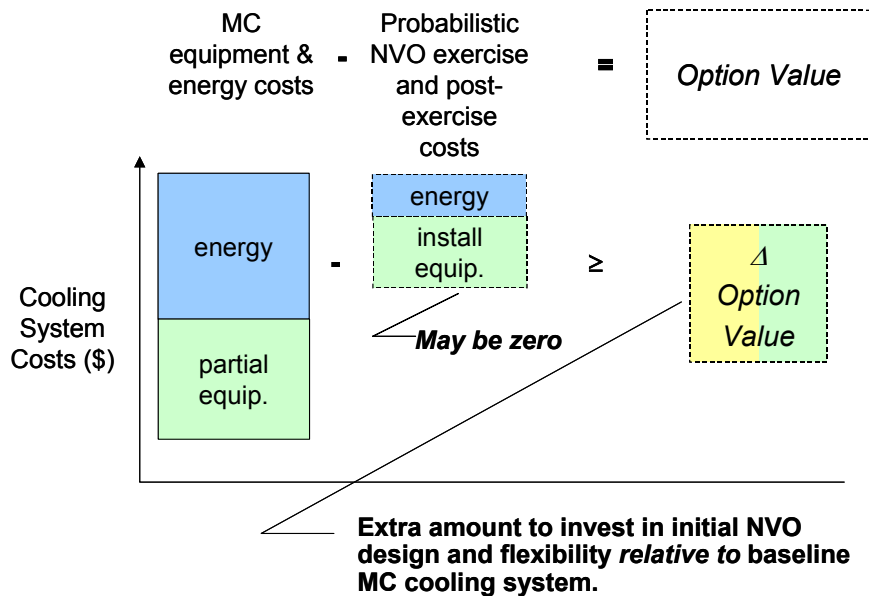 MC
equipment &
energy costs
-
Probabilistic
NVO exercise
and post-
exercise
costs
=
Option Value
Cooling
System
Costs ($)
energy
partial
equip.
-
energy
install
equip.
≥
Δ
Option
Value
May be zero
Extra amount to invest in initial NVO
design and flexibility relative to baseline
MC cooling system.